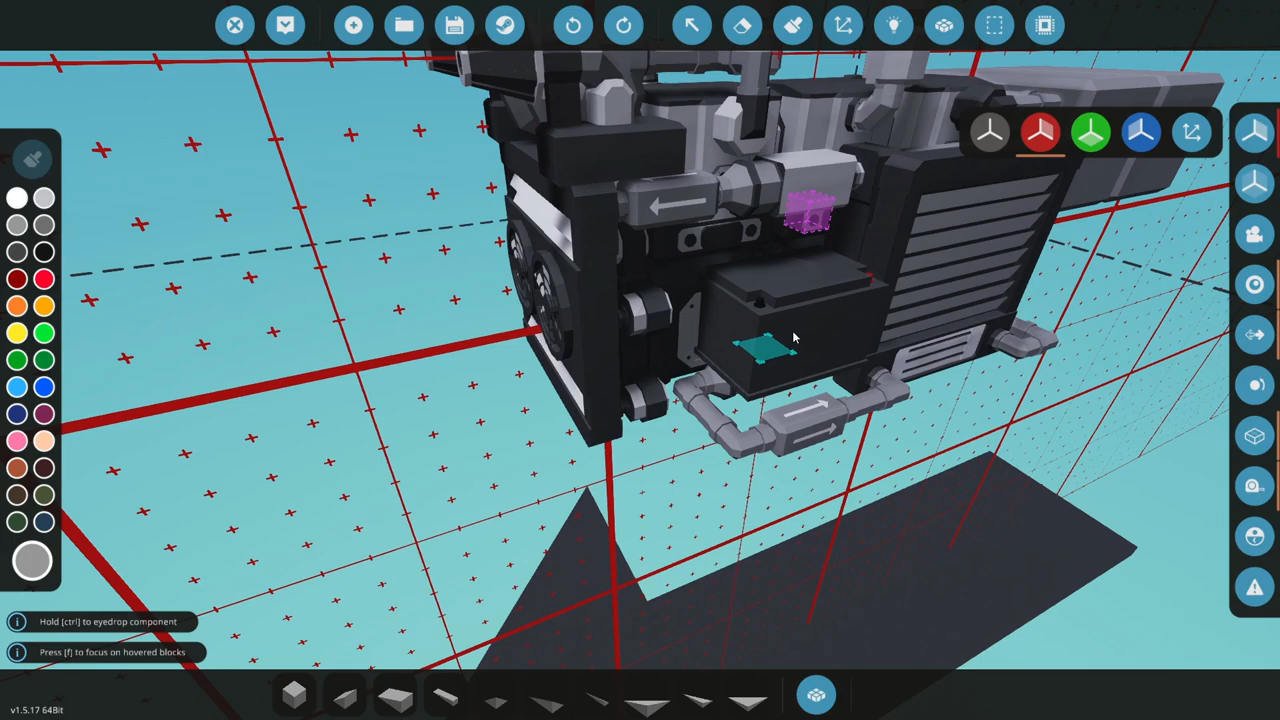 Hold [ctrl] to eyedrop component
Press [f] to focus on hovered blocks
v1.5.17 64Bit